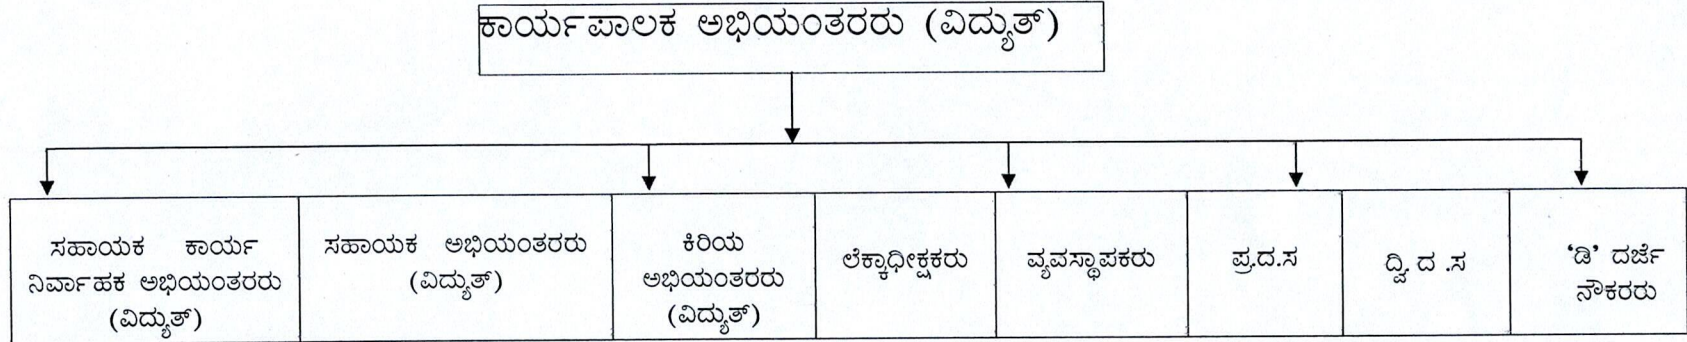 ಕಾರ್ಯಪಾಲಕ ಅಭಿಯಂತರರು (ವಿದ್ಯುತ್)
ಸಹಾಯಕ ಕಾರ್ಯ
ನಿರ್ವಾಹಕ ಅಭಿಯಂತರರು
(ವಿದ್ಯುತ್)
ಸಹಾಯಕ ಅಭಿಯಂತರರು
(ವಿದ್ಯುತ್)
ಕಿರಿಯ
ಅಭಿಯಂತರರು
(ವಿದ್ಯುತ್)
ಲೆಕ್ಕಾಧೀಕ್ಷಕರು
ವ್ಯವಸ್ಥಾಪಕರು
ಪ್ರ.ದ.ಸ
ದ್ವಿ. ದ .ಸ
‘ಡಿ’ ದರ್ಜೆ
ನೌಕರರು